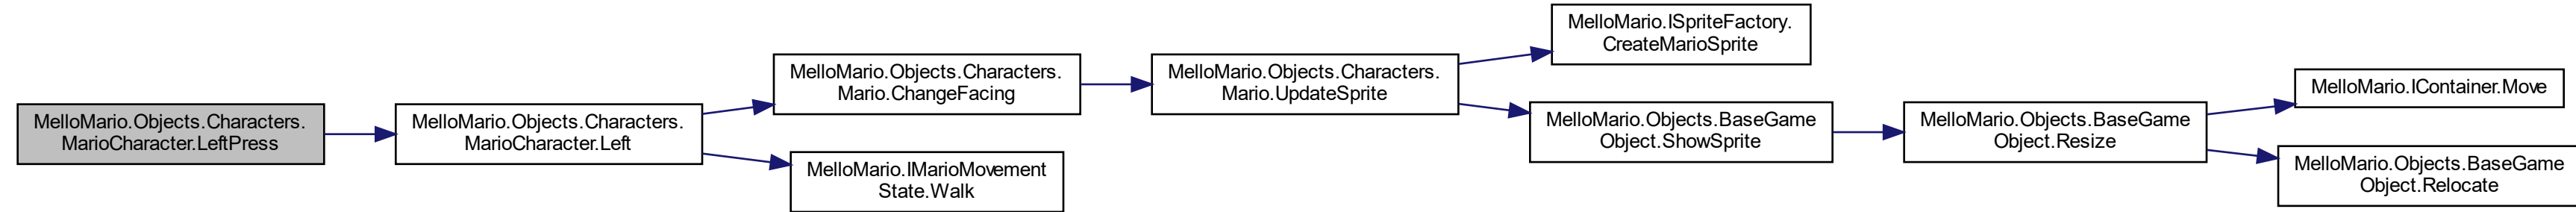 MelloMario.Objects.Characters.
MarioCharacter.LeftPress
MelloMario.Objects.Characters.
MarioCharacter.Left
MelloMario.Objects.Characters.
Mario.ChangeFacing
MelloMario.IMarioMovement
State.Walk
MelloMario.Objects.Characters.
Mario.UpdateSprite
MelloMario.ISpriteFactory.
CreateMarioSprite
MelloMario.Objects.BaseGame
Object.ShowSprite
MelloMario.Objects.BaseGame
Object.Resize
MelloMario.IContainer.Move
MelloMario.Objects.BaseGame
Object.Relocate